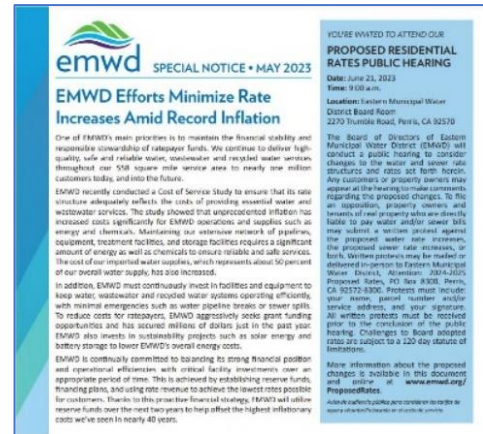 emwd SPECIAL NOTICE • MAY 2023
EMWD Efforts Minimize Rate
Increases Amid Record Inflation
One of EMWD's main priorities is to maintain the financial stability and
responsible stewardship of ratepayer funds. We continue to deliver high-
quality, safe and reliable water, wastewater and recycled water services
throughout our 558 square mile service area to nearly one million
customers today, and into the future.
EMWD recently conducted a Cost of Service Study to ensure that its rate
structure adequately reflects the costs of providing essential water and
wastewater services. The study showed that unprecedented inflation has
increased costs significantly for EMWD operations and supplies such as
energy and chemicals. Maintaining our extensive network of pipelines,
equipment, treatment facilities, and storage facilities requires a significant
amount of energy as well as chemicals to ensure reliable and safe services.
The cost of our imported water supplies, which represents about 50 percent
of our overall water supply, has also increased.
In addition, EMWD must continuously invest in facilities and equipment to
keep water, wastewater and recycled water systems operating efficiently,
with minimal emergencies such as water pipeline breaks or sewer spills.
To reduce costs for ratepayers, EMWD aggressively seeks grant funding
opportunities and has secured millions of dollars just in the past year.
EMWD also invests in sustainability projects such as solar energy and
battery storage to lower EMWD's overall energy costs.
EMWD is continually committed to balancing its strong financial position
and operational efficiencies with critical facility investments over an
appropriate period of time. This is achieved by establishing reserve funds,
financing plans, and using rate revenue to achieve the lowest rates possible
for customers. Thanks to this proactive financial strategy, EMWD will utilize
reserve funds over the next two years to help offset the highest inflationary
costs we've seen in nearly 40 years.
YOU'RE INVITED TO ATTEND OUR
PROPOSED RESIDENTIAL
RATES PUBLIC HEARING
Date: June 21, 2023
Time: 9:00 a.m.
Location: Eastern Municipal Water
District Board Room
2270 Trumble Road, Perris, CA 92570
The Board of Directors of Eastern
Municipal Water District (EMWD) will
conduct a public hearing to consider
changes to the water and sewer rate
structures and rates set forth herein.
Any customers or property owners may
appear at the hearing to make comments
regarding the proposed changes. To file
an opposition, property owners and
tenants of real property who are directly
liable to pay water and/or sewer bills
may submit a written protest against
the proposed water rate increases,
the proposed sewer rate increases, or
both. Written protests may be mailed or
delivered in-person to Eastern Municipal
Water District, Attention: 2024-2025
Proposed Rates, PO Box 8300, Perris,
CA 92572-8300. Protests must include:
your name, parcel number and/or
service address, and your signature.
All written protests must be received
prior to the conclusion of the public
hearing. Challenges to Board adopted
rates are subject to a 120-day statute of
limitations.
More information about the proposed
changes is available in this document
and online at www.emwd.org/
ProposedRates.